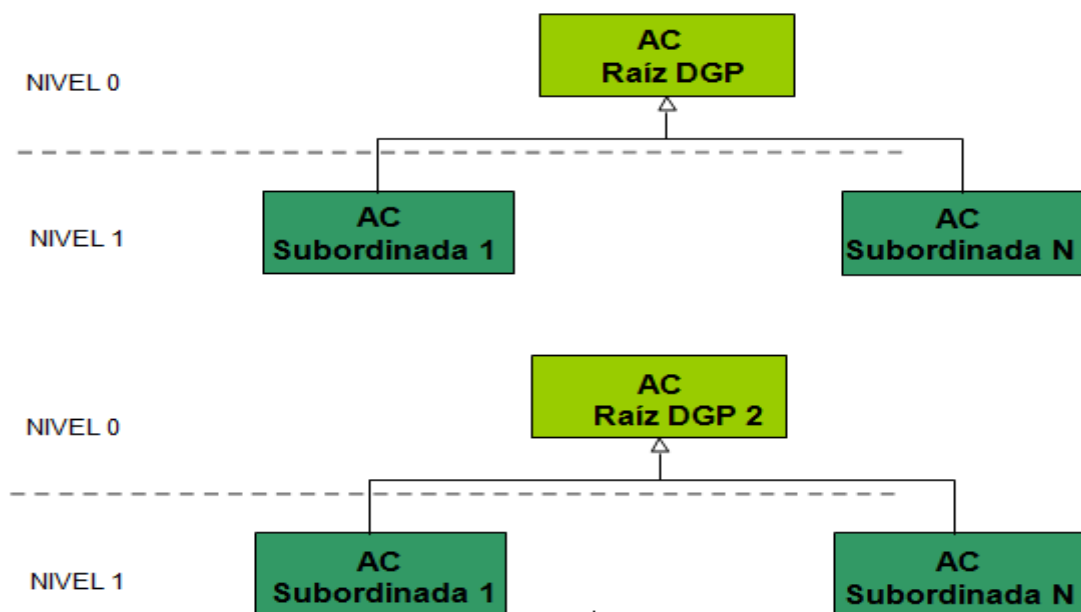 AC
Raíz DGP
NIVEL 0
NIVEL 1
AC
Subordinada 1
AC
Subordinada N
AC
Raíz DGP 2
NIVEL 0
NIVEL 1
AC
Subordinada 1
AC
Subordinada N